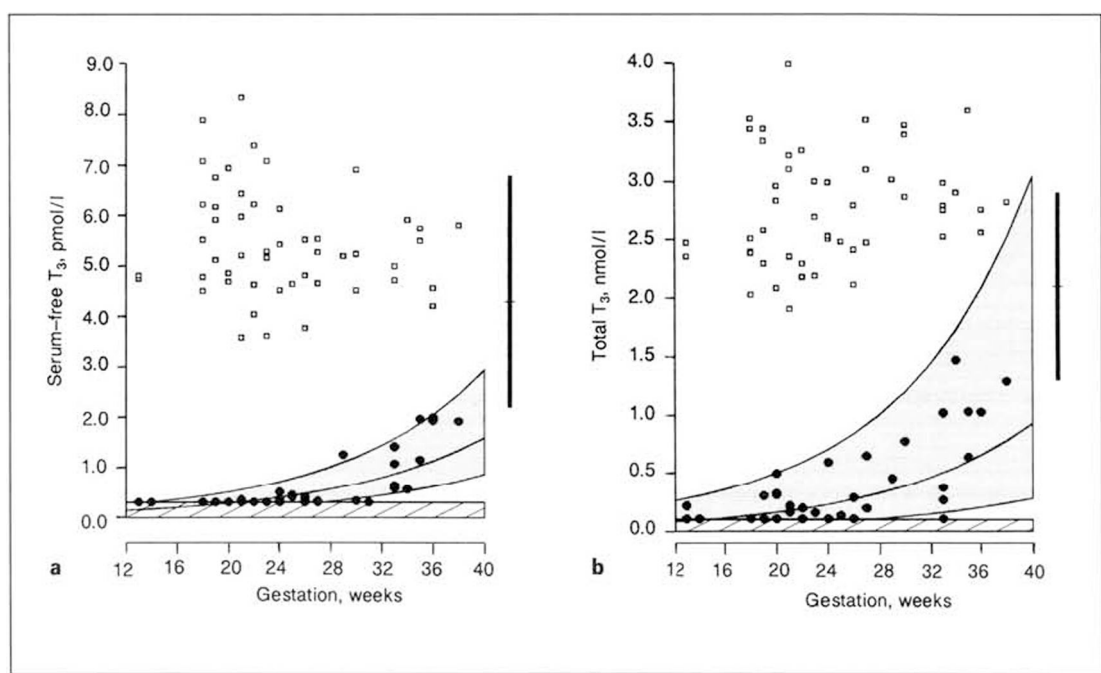 9.0
8.0
7.0
6.0
5.0
4.0
3.0
2.0
1.0
0.0
Serum–free T3, pmol/l
12 16 20 24 28 32 36 40
Gestation, weeks
a
4.0
3.5
3.0
2.5
2.0
1.5
1.0
0.5
0.0
Total T3, nmol/l
12 16 20 24 28 32 36 40
Gestation, weeks
b